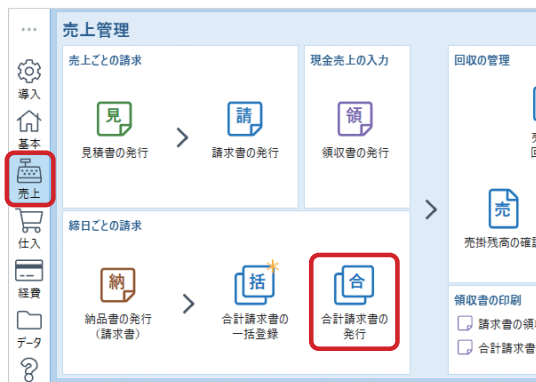 …
導入
基本
売上
仕入
経費
データ
売上管理
売上ごとの請求
見
見積書の発行
請
請求書の発行
現金売上の入力
領
領収書の発行
締日ごとの請求
納
納品書の発行
(請求書)
括
合計請求書の
一括登録
合
合計請求書の
発行
回収の管理
売
売掛残高の確認
領収書の印刷
請求書の領収
合計請求書